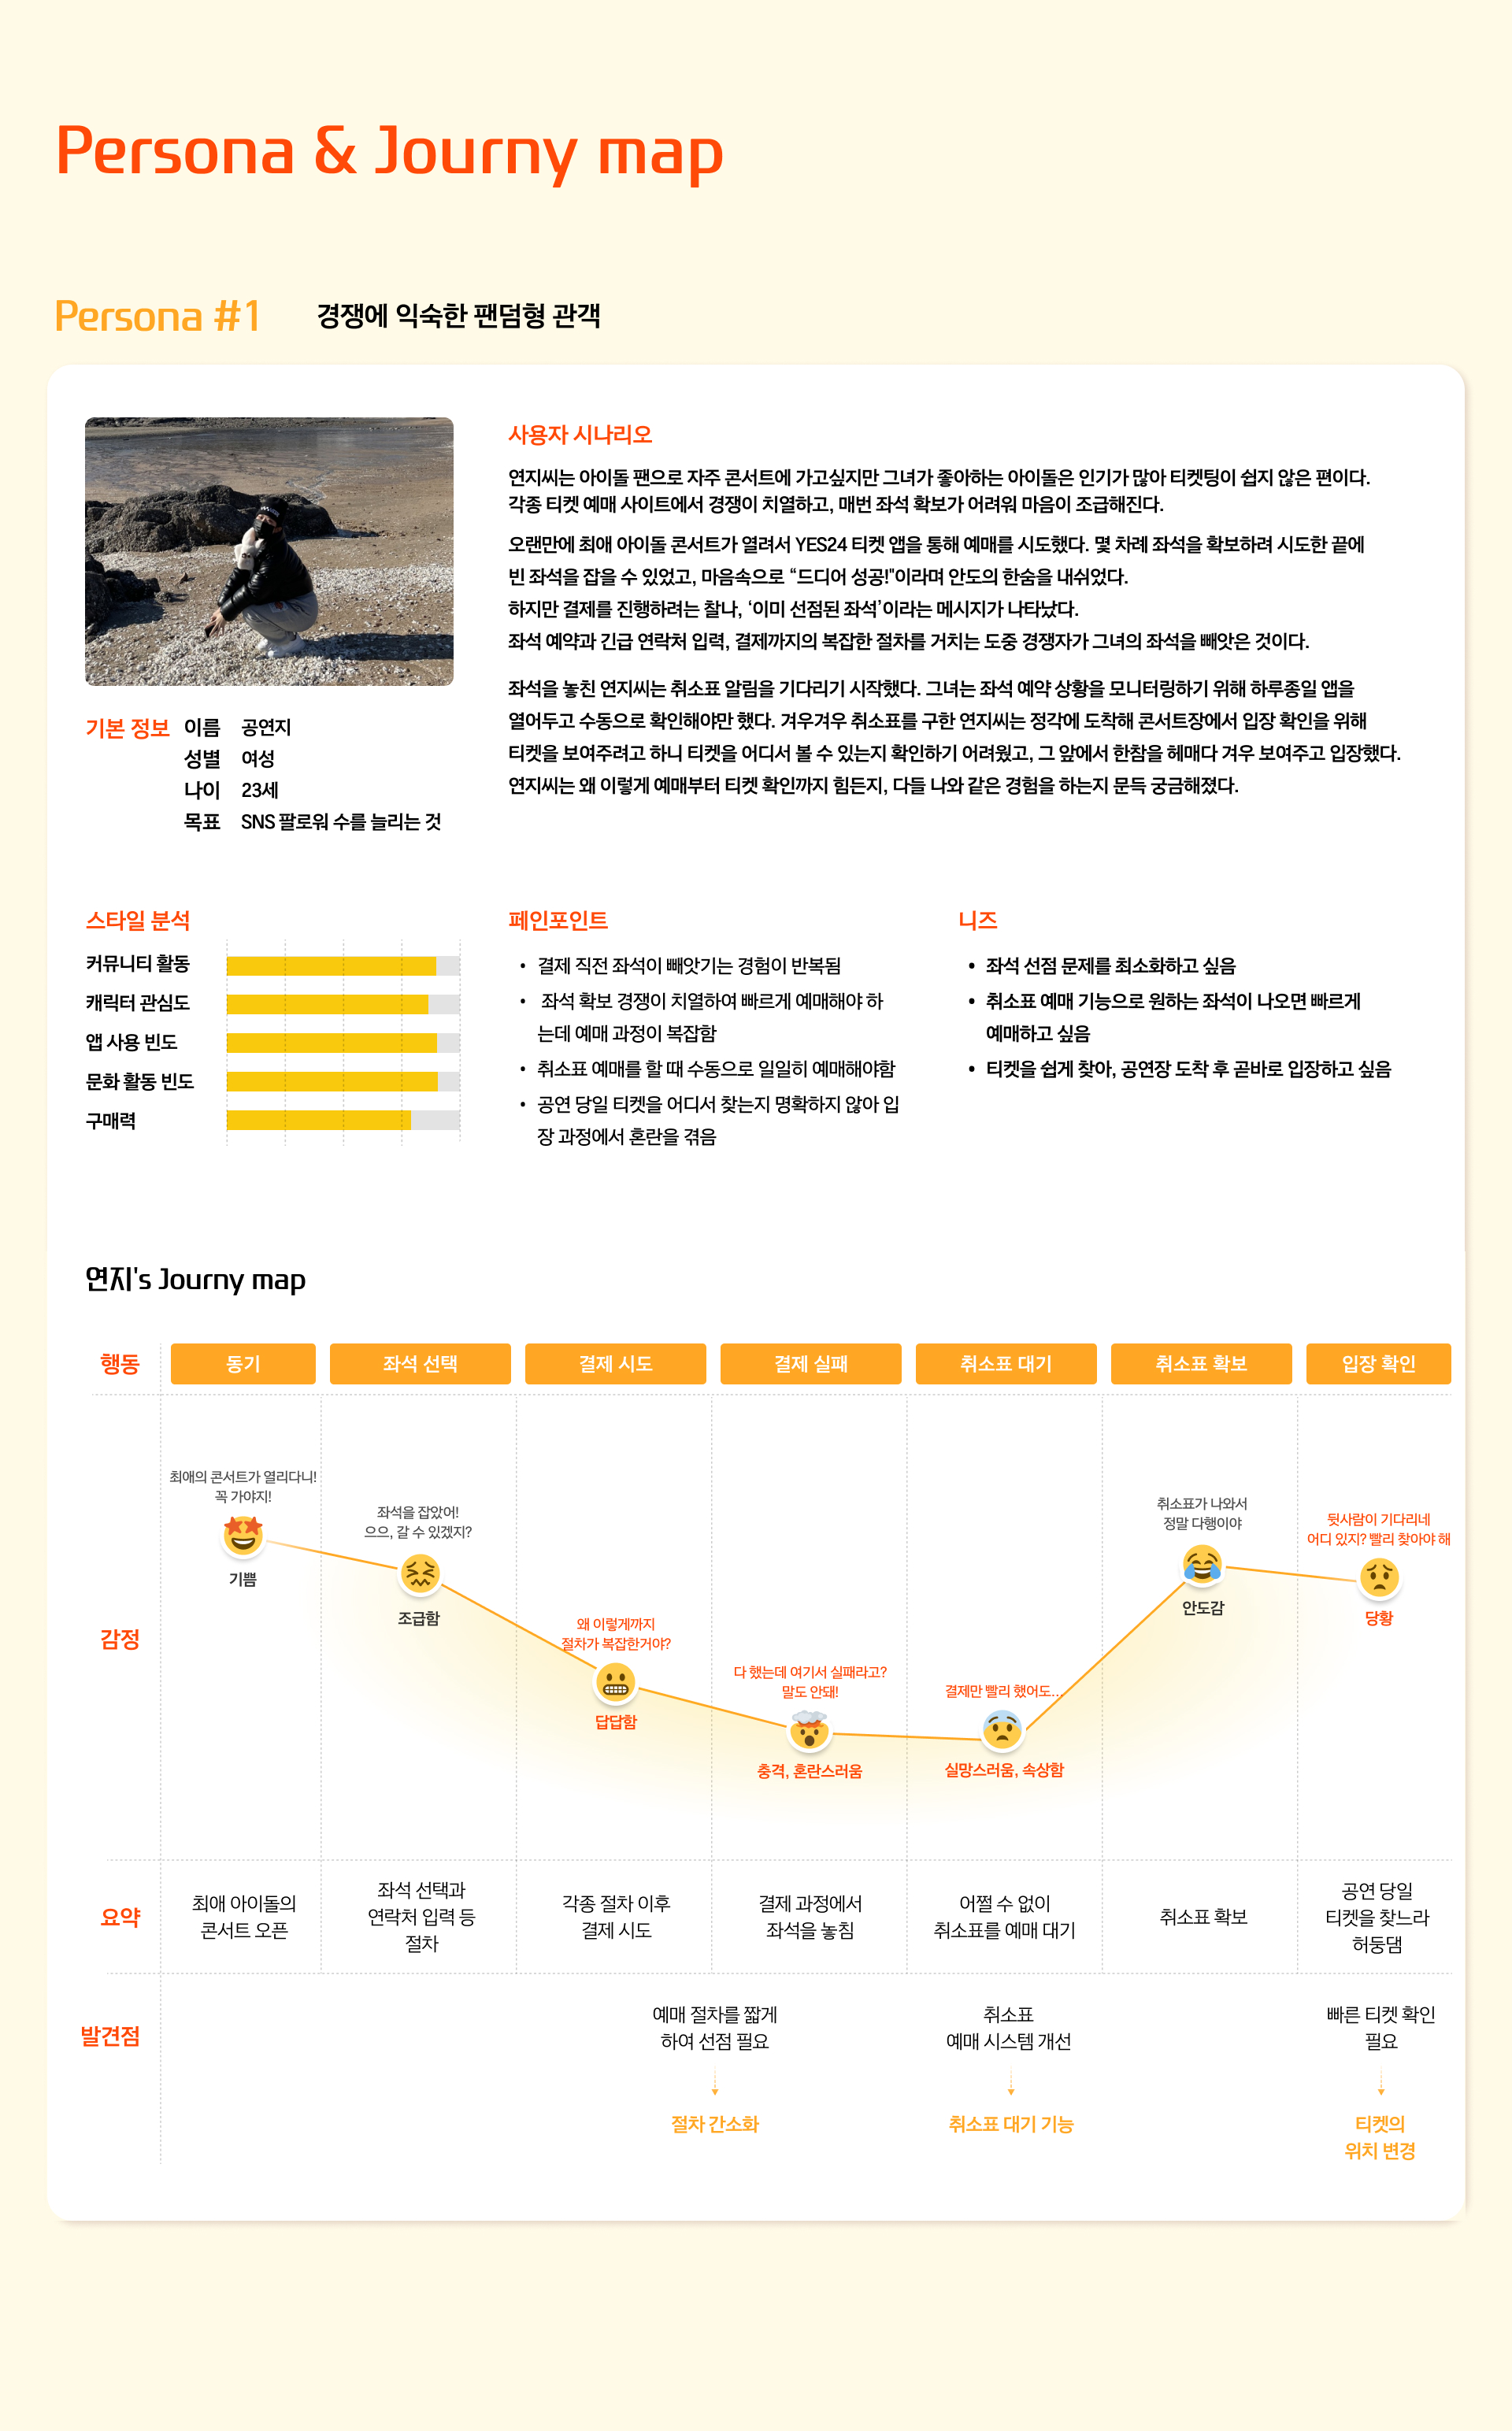 Persona & Journy map
Persona #1
경쟁에 익숙한 팬덤형 관객
사용자 시나리오
연지씨는 아이돌 팬으로 자주 콘서트에 가고싶지만 그녀가 좋아하는 아이돌은 인기가 많아 티켓팅이 쉽지 않은 편이다.
각종 티켓 예매 사이트에서 경쟁이 치열하고, 매번 좌석 확보가 어려워 마음이 조급해진다.
오랜만에 최애 아이돌 콘서트가 열려서 YES24 티켓 앱을 통해 예매를 시도했다. 몇 차례 좌석을 확보하려 시도한 끝에
빈 좌석을 잡을 수 있었고, 마음속으로 “드디어 성공!"이라며 안도의 한숨을 내쉬었다.
하지만 결제를 진행하려는 찰나, ‘이미 선점된 좌석’이라는 메시지가 나타났다.
좌석 예약과 긴급 연락처 입력, 결제까지의 복잡한 절차를 거치는 도중 경쟁자가 그녀의 좌석을 빼앗은 것이다.
좌석을 놓친 연지씨는 취소표 알림을 기다리기 시작했다. 그녀는 좌석 예약 상황을 모니터링하기 위해 하루종일 앱을
열어두고 수동으로 확인해야만 했다. 겨우겨우 취소표를 구한 연지씨는 정각에 도착해 콘서트장에서 입장 확인을 위해
티켓을 보여주려고 하니 티켓을 어디서 볼 수 있는지 확인하기 어려웠고, 그 앞에서 한참을 헤매다 겨우 보여주고 입장했다.
연지씨는 왜 이렇게 예매부터 티켓 확인까지 힘든지, 다들 나와 같은 경험을 하는지 문득 궁금해졌다.
기본 정보
이름 공연지
성별 여성
나이 23세
목표 SNS 팔로워 수를 늘리는 것
스타일 분석
커뮤니티 활동
캐릭터 관심도
앱 사용 빈도
문화 활동 빈도
구매력
페인포인트
• 결제 직전 좌석이 빼앗기는 경험이 반복됨
• 좌석 확보 경쟁이 치열하여 빠르게 예매해야 하
는데 예매 과정이 복잡함
• 취소표 예매를 할 때 수동으로 일일히 예매해야함
• 공연 당일 티켓을 어디서 찾는지 명확하지 않아 입
장 과정에서 혼란을 겪음
니즈
• 좌석 선점 문제를 최소화하고 싶음
• 취소표 예매 기능으로 원하는 좌석이 나오면 빠르게
예매하고 싶음
• 티켓을 쉽게 찾아, 공연장 도착 후 곧바로 입장하고 싶음
연지's Journy map
행동
동기
좌석 선택
결제 시도
결제 실패
취소표 대기
취소표 확보
입장 확인
감정
최애의 콘서트가 열리다니!
꼭 가야지!
기쁨
좌석을 잡았어!
으으, 갈 수 있겠지?
조급함
왜 이렇게까지
절차가 복잡한거야?
답답함
다 했는데 여기서 실패라고?
말도 안돼!
충격, 혼란스러움
결제만 빨리 했어도...
실망스러움, 속상함
취소표가 나와서
정말 다행이야
안도감
뒷사람이 기다리네
어디 있지? 빨리 찾아야 해
당황
요약
최애 아이돌의
콘서트 오픈
좌석 선택과
연락처 입력 등
절차
각종 절차 이후
결제 시도
결제 과정에서
좌석을 놓침
어쩔 수 없이
취소표를 예매 대기
취소표 확보
공연 당일
티켓을 찾느라
허둥댐
발견점
예매 절차를 짧게
하여 선점 필요
절차 간소화
취소표
예매 시스템 개선
취소표 대기 기능
빠른 티켓 확인
필요
티켓의
위치 변경